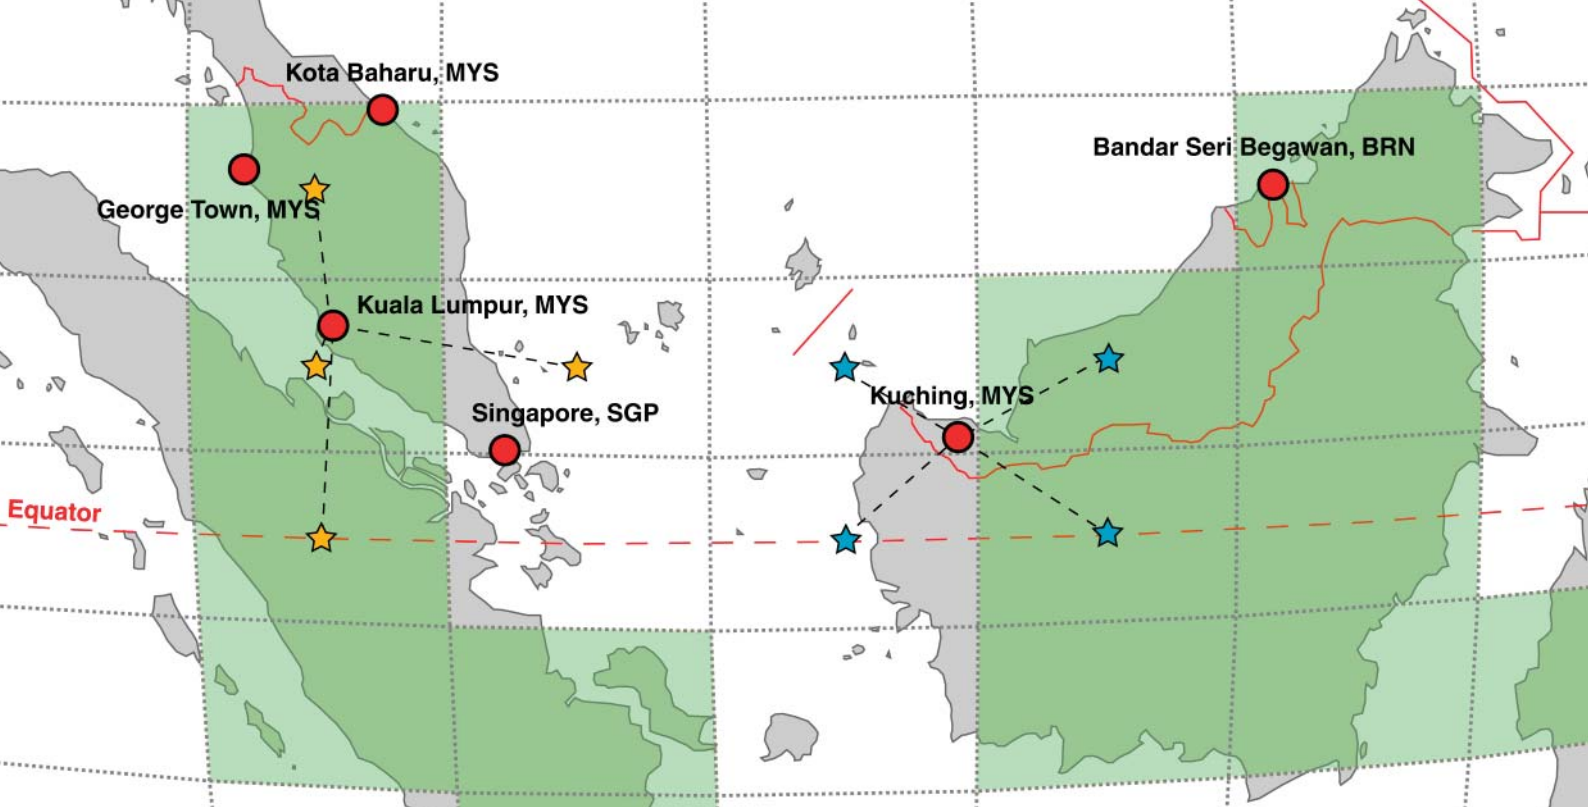 Kota Baharu, MYS
Bandar Seri Begawan, BRN
George Town, MYS
Kuala Lumpur, MYS
Kuching, MYS
Singapore, SGP
Equator